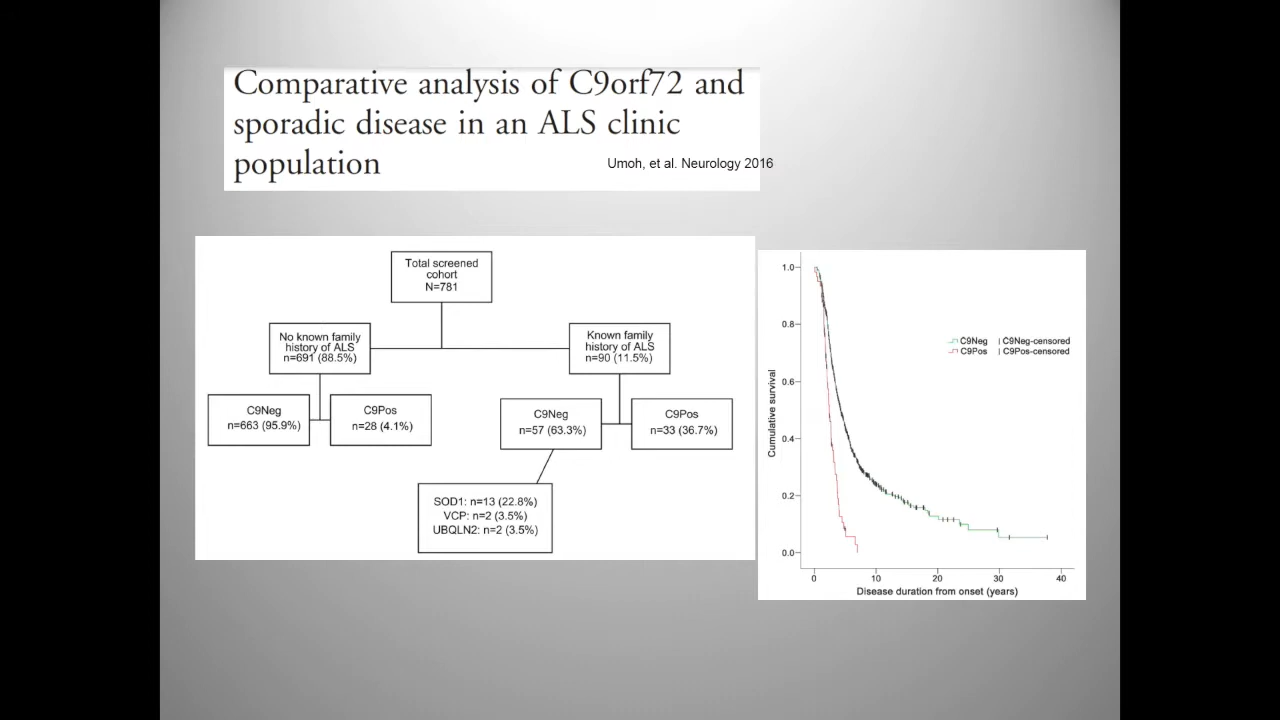 Comparative analysis of C9orf72 and
sporadic disease in an ALS clinic
population
Umoh, et al. Neurology 2016
Total screened
cohort
N=781
No known family
history of ALS
n=691 (88.5%)
Known family
history of ALS
n=90 (11.5%)
C9Neg
n=663 (95.9%)
C9Pos
n=28 (4.1%)
C9Neg
n=57 (63.3%)
C9Pos
n=33 (36.7%)
SOD1: n=13 (22.8%)
VCP: n=2 (3.5%)
UBQLN2: n=2 (3.5%)
1.0
0.8
0.6
0.4
0.2
0.0
Cumulative survival
C9Neg C9Neg-censored
C9Pos C9Pos-censored
0 10 20 30 40
Disease duration from onset (years)